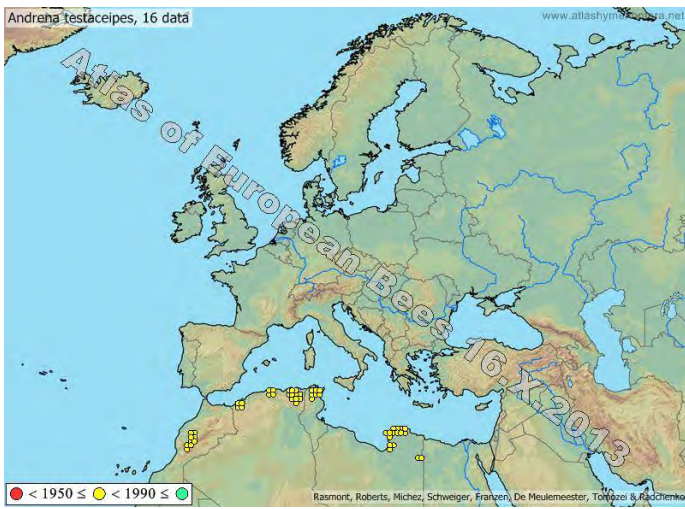 Andrena testaceipes, 16 data
www.atlashymenoptera.net
Atlas of European Bees 16.X.2013
< 1950 ≤ < 1990 ≤
Rasmont, Roberts, Michez, Schweiger, Franzen, De Meulemeester, Tomozei & Radchenko